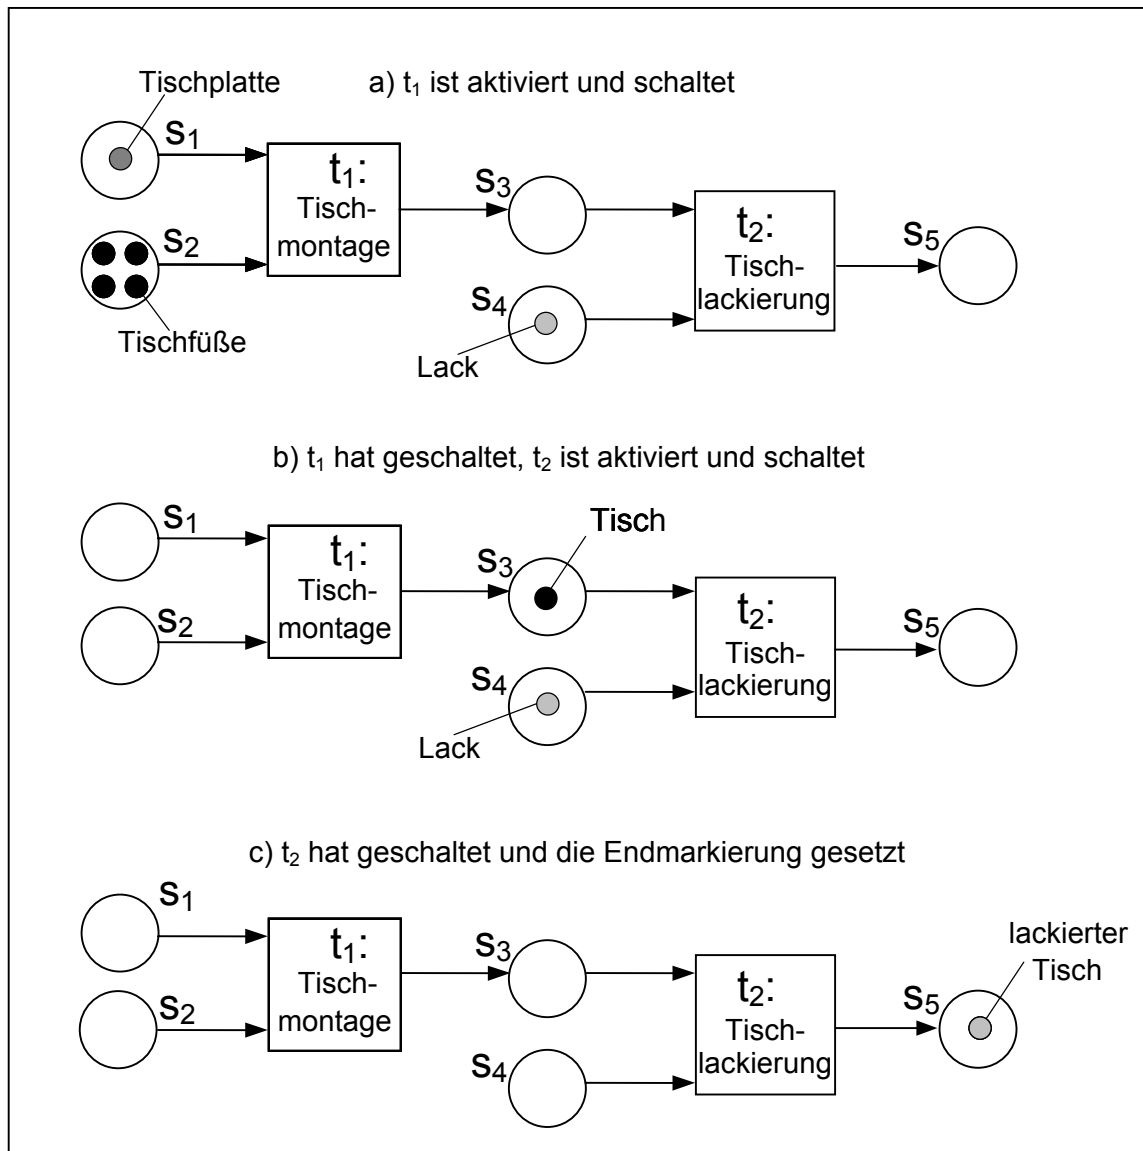 a) t₁ ist aktiviert und schaltet
Tischplatte
s₁
t₁:
Tisch-
montage
s₂
Tischfüße
s₃
s₄
Lack
t₂:
Tisch-
lackierung
s₅
b) t₁ hat geschaltet, t₂ ist aktiviert und schaltet
s₁
t₁:
Tisch-
montage
s₂
Tisch
s₃
s₄
Lack
t₂:
Tisch-
lackierung
s₅
c) t₂ hat geschaltet und die Endmarkierung gesetzt
s₁
t₁:
Tisch-
montage
s₂
s₃
s₄
t₂:
Tisch-
lackierung
s₅
lackierter
Tisch